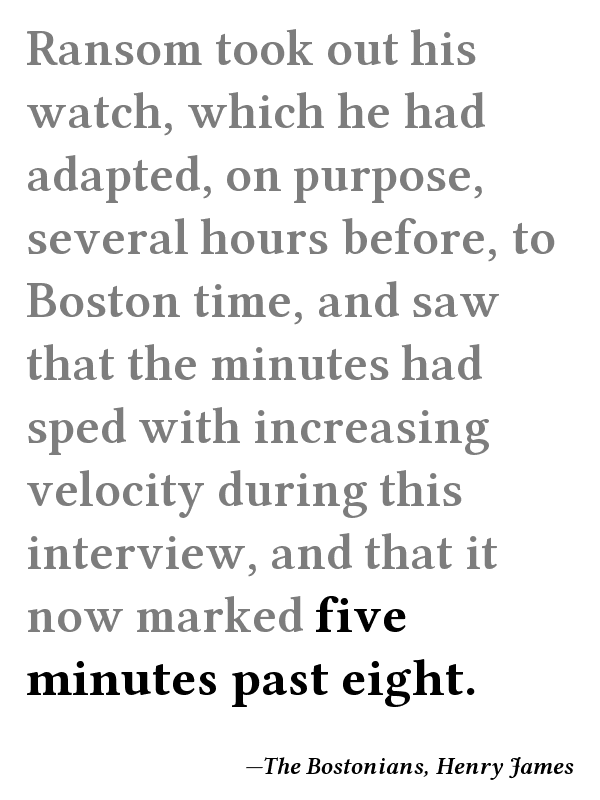 Ransom took out his
watch, which he had
adapted, on purpose,
several hours before, to
Boston time, and saw
that the minutes had
sped with increasing
velocity during this
interview, and that it
now marked five
minutes past eight.
—The Bostonians, Henry James